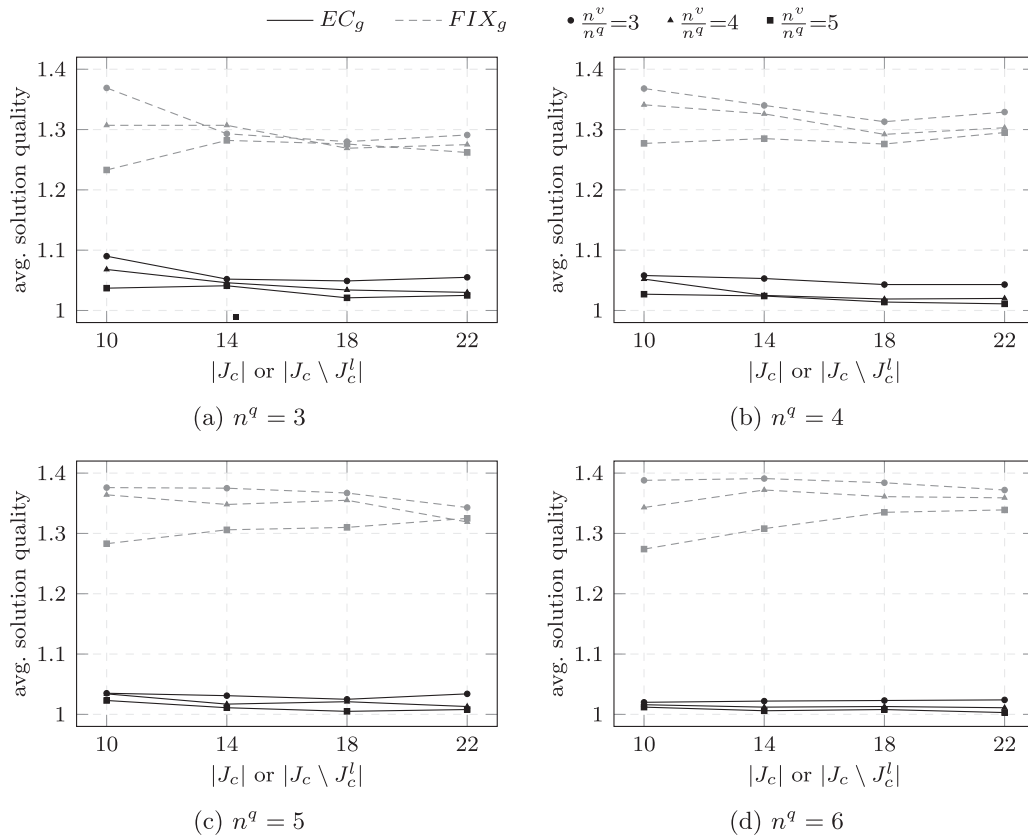 EC_g FIX_g n^v/n^q=3 n^v/n^q=4 n^v/n^q=5
1.4
1.3
1.2
1.1
1
avg. solution quality
10 14 18 22
|J_c| or |J_c \ J_c^l|
(a) n^q = 3
1.4
1.3
1.2
1.1
1
avg. solution quality
10 14 18 22
|J_c| or |J_c \ J_c^l|
(b) n^q = 4
1.4
1.3
1.2
1.1
1
avg. solution quality
10 14 18 22
|J_c| or |J_c \ J_c^l|
(c) n^q = 5
1.4
1.3
1.2
1.1
1
avg. solution quality
10 14 18 22
|J_c| or |J_c \ J_c^l|
(d) n^q = 6